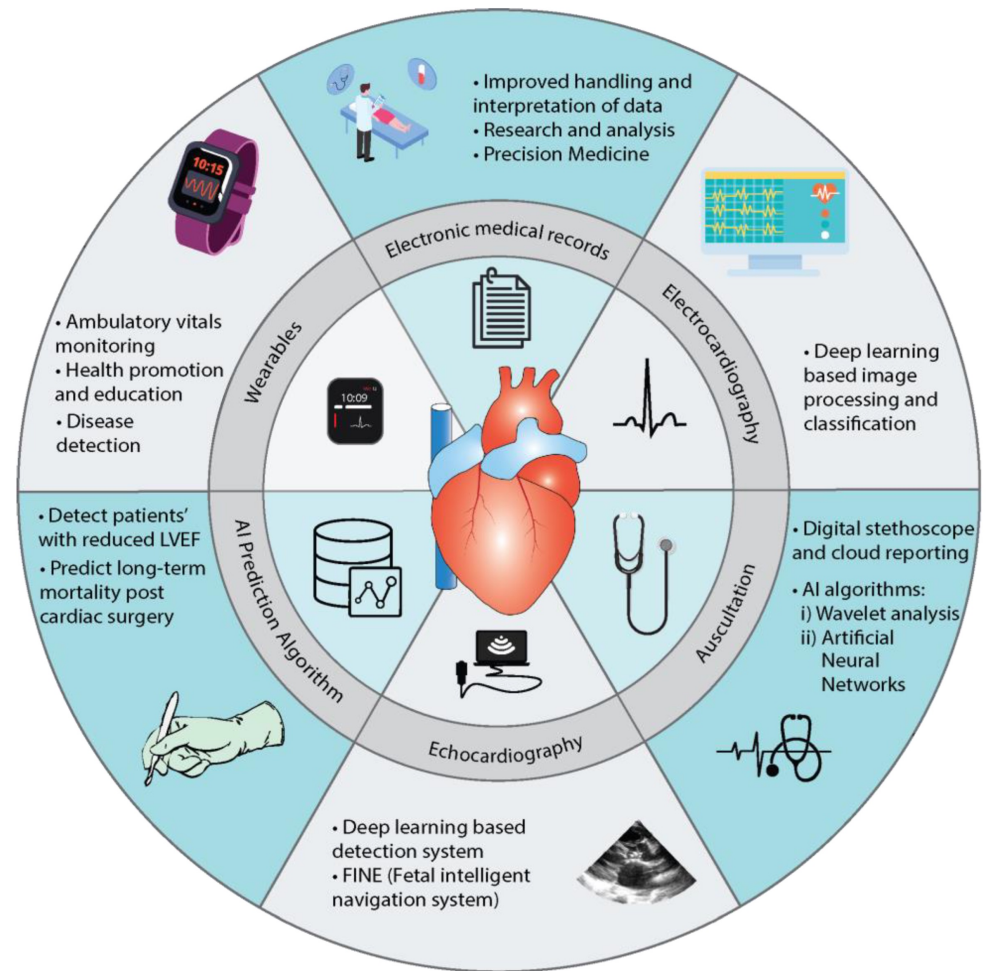 • Improved handling and
interpretation of data
• Research and analysis
• Precision Medicine
Electronic medical records
10:15
• Ambulatory vitals
monitoring
• Health promotion
and education
• Disease
detection
Wearables
10:09
Electrocardiography
• Deep learning
based image
processing and
classification
• Detect patients’
with reduced LVEF
• Predict long-term
mortality post
cardiac surgery
AI Prediction Algorithm
Auscultation
• Digital stethoscope
and cloud reporting
• AI algorithms:
i) Wavelet analysis
ii) Artificial
Neural
Networks
Echocardiography
• Deep learning based
detection system
• FINE (Fetal intelligent
navigation system)